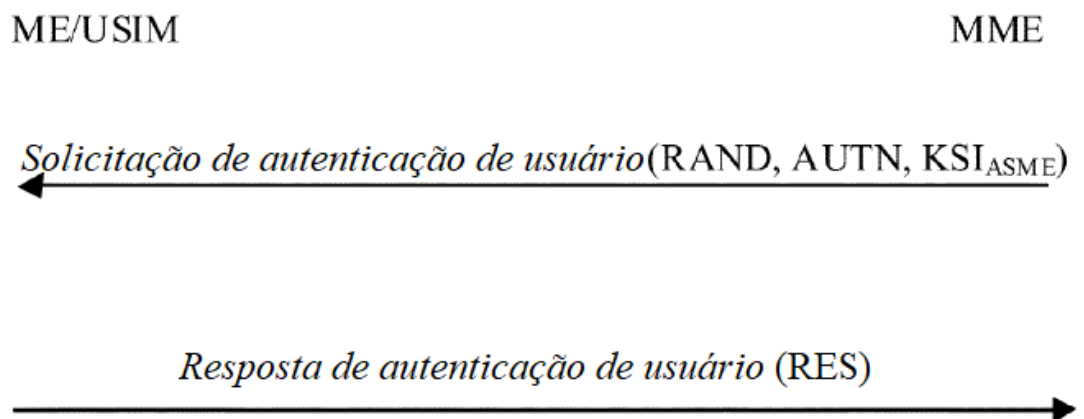 ME/USIM MME
Solicitação de autenticação de usuário(RAND, AUTN, KSIASME)
Resposta de autenticação de usuário (RES)